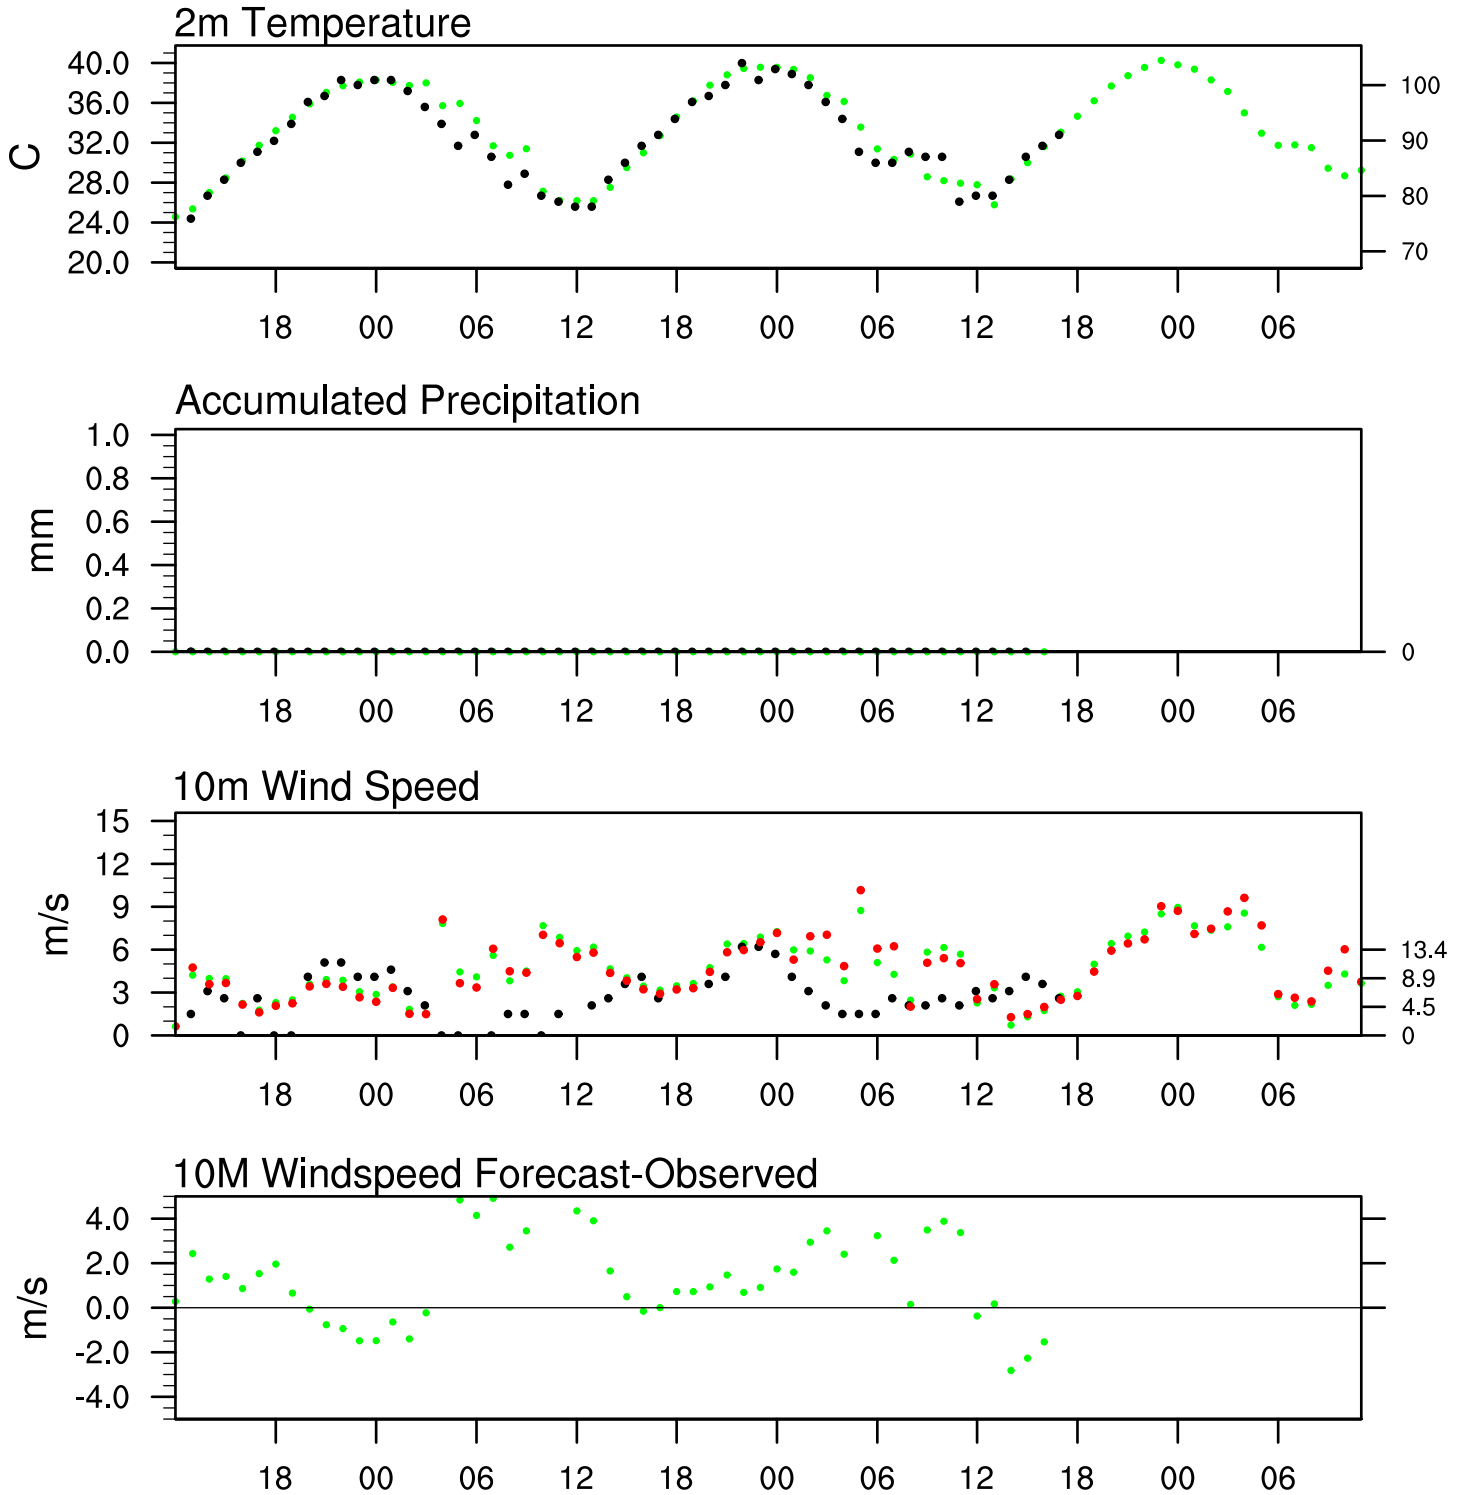 2m Temperature
40.0
36.0
32.0
28.0
24.0
20.0
C
100
90
80
70
18 00 06 12 18 00 06 12 18 00 06
Accumulated Precipitation
1.0
0.8
0.6
0.4
0.2
0.0
mm
0
18 00 06 12 18 00 06 12 18 00 06
10m Wind Speed
15
12
9
6
3
0
m/s
13.4
8.9
4.5
0
18 00 06 12 18 00 06 12 18 00 06
10M Windspeed Forecast-Observed
4.0
2.0
0.0
-2.0
-4.0
m/s
18 00 06 12 18 00 06 12 18 00 06